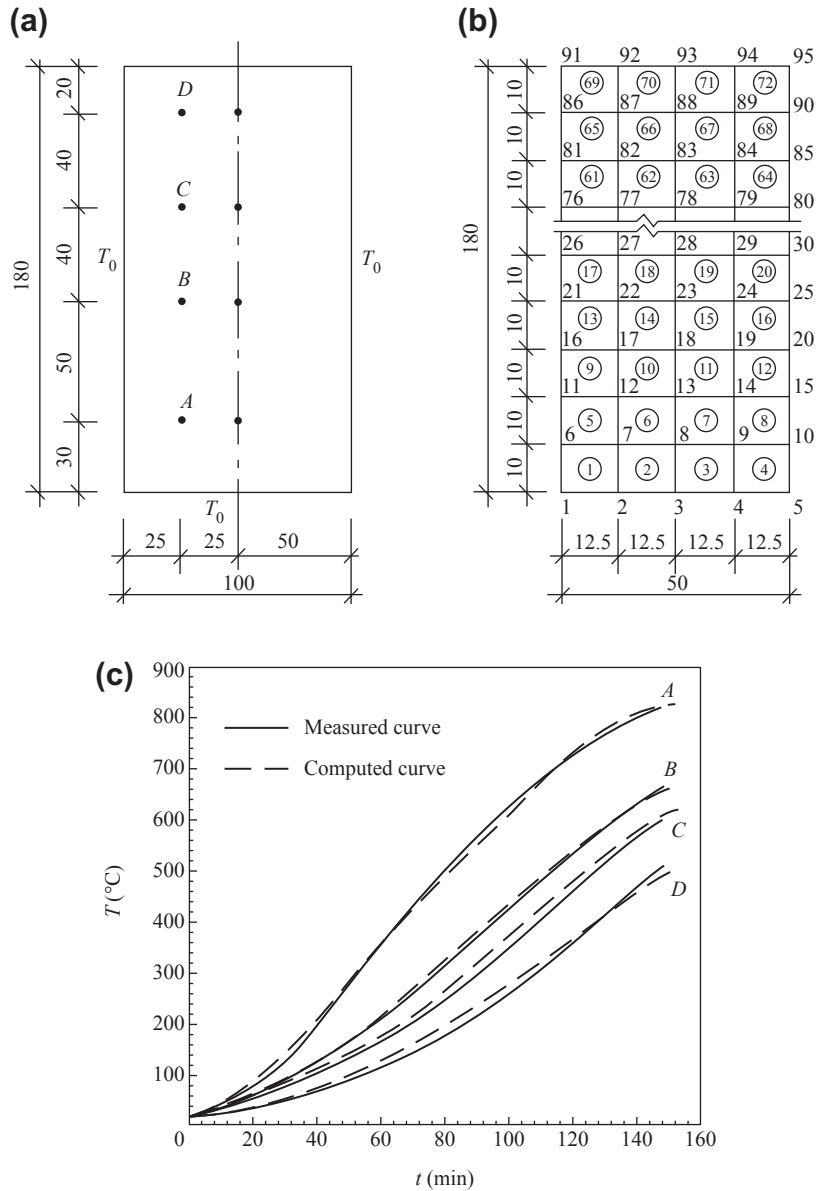 (a)
180
20
40
40
50
30
D
C
B
A
T0
T0
T0
25 25 50
100
(b)
91 92 93 94 95
69 70 71 72
86 87 88 89 90
65 66 67 68
81 82 83 84 85
61 62 63 64
76 77 78 79 80
26 27 28 29 30
17 18 19 20
21 22 23 24 25
13 14 15 16
16 17 18 19 20
9 10 11 12
11 12 13 14 15
5 6 7 8
6 7 8 9 10
1 2 3 4
1 2 3 4 5
180
10
10
10
10
10
10
10
10
12.5 12.5 12.5 12.5
50
(c)
900
800
700
600
500
400
300
200
100
0 20 40 60 80 100 120 140 160
T (°C)
t (min)
Measured curve
Computed curve
A
B
C
D